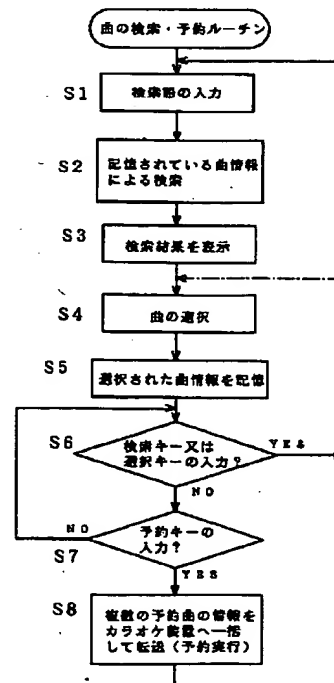 曲の検索・予約ルーチン
S1
検索語の入力
S2
記憶されている曲情報
による検索
S3
検索結果を表示
S4
曲の選択
S5
選択された曲情報を記憶
S6
検索キー又は
選択キーの入力?
YES
NO
NO
予約キーの
入力?
S7
YES
S8
複数の予約曲の情報を
カラオケ装置へ一括
して転送(予約実行)